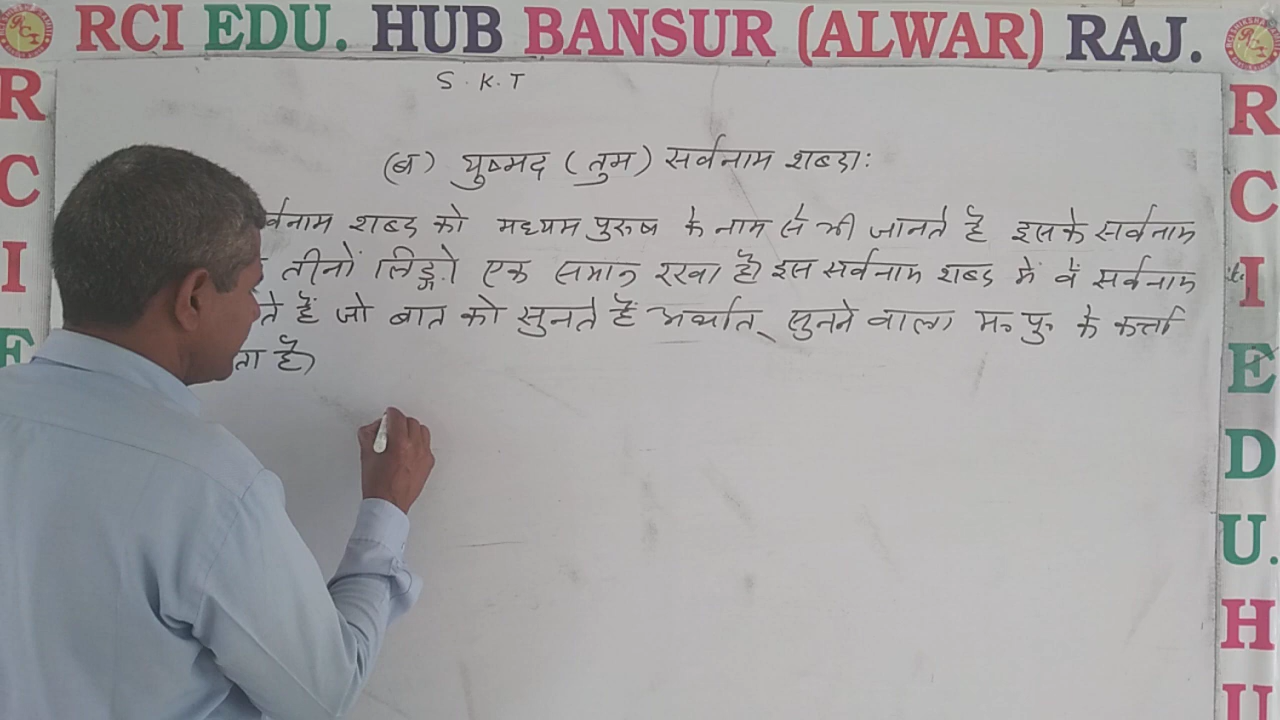 RCI EDU. HUB BANSUR (ALWAR) RAJ.
S.K.T
(ब) युष्मद (तुम) सर्वनाम शब्दाः
र्वनाम शब्द को मध्यम पुरुष के नाम से भी जानते है इसके सर्वनाम
तीनों लिङ्गो एक समान रखा है। इस सर्वनाम शब्द में वे सर्वनाम
ते हैं जो बात को सुनते हैं अर्थात् सुनने वाला म० पु० के कर्त्ता
ता है।
R
C
I
E
R
C
I
E
D
U.
H
U